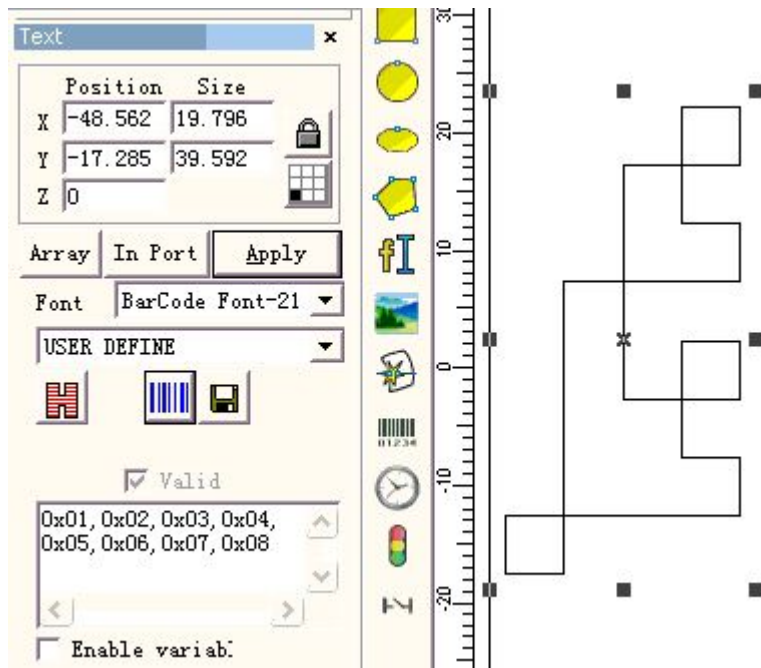 Text
Position Size
X -48.562 19.796
Y -17.285 39.592
Z 0
Array In Port Apply
Font BarCode Font-21
USER DEFINE
Valid
0x01, 0x02, 0x03, 0x04,
0x05, 0x06, 0x07, 0x08
Enable variab
01234
30
20
10
0
-10
-20